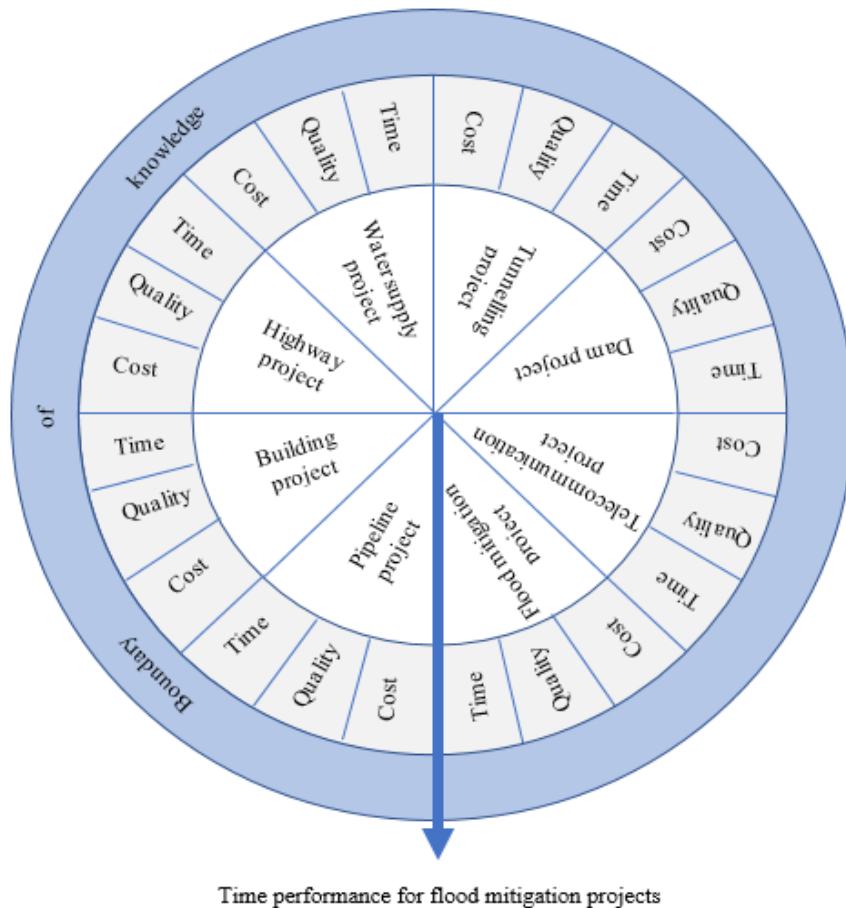 Boundary
of
knowledge
Cost
Quality
Time
Cost
Quality
Time
Cost
Quality
Time
Cost
Quality
Time
Cost
Quality
Time
Cost
Quality
Time
Cost
Quality
Time
Cost
Quality
Time
Watersupply
project
Tunnelling
project
Dam project
Telecommunication
project
Flood mitigation
project
Pipeline
project
Building
project
Highway
project
Time performance for flood mitigation projects